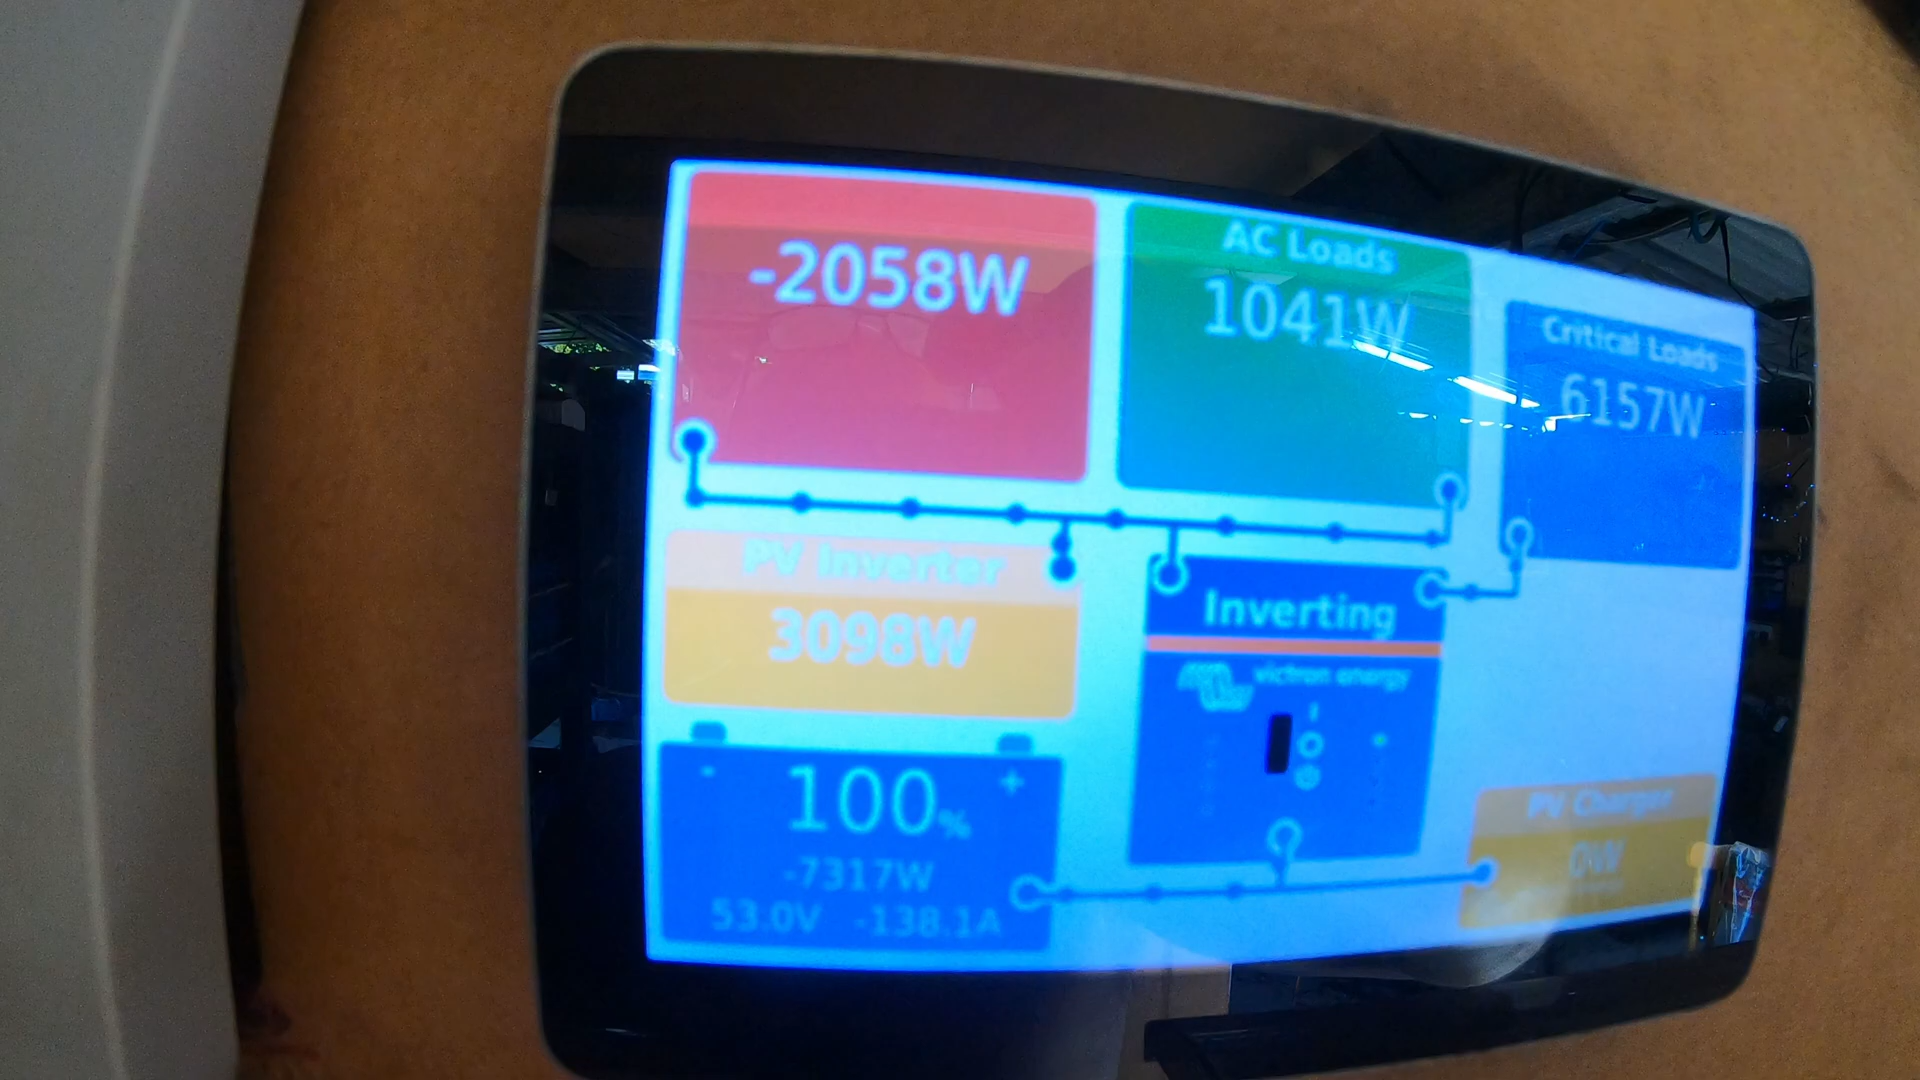 -2058W
AC Loads
1041W
Critical Loads
6157W
PV Inverter
3098W
Inverting
victron energy
- +
100%
-7317W
53.0V -138.1A
PV Charger
0W